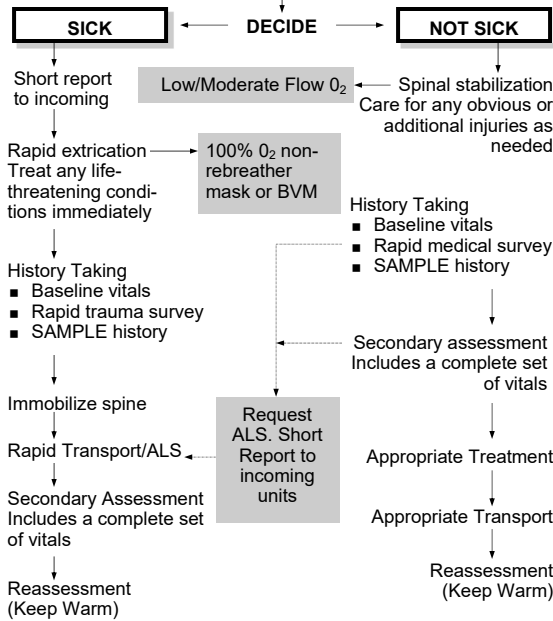 SICK
DECIDE
NOT SICK
Short report
to incoming
Low/Moderate Flow 0₂
Spinal stabilization
Care for any obvious or
additional injuries as
needed
Rapid extrication
Treat any life-
threatening condi-
tions immediately
100% 0₂ non-
rebreather
mask or BVM
History Taking
■ Baseline vitals
■ Rapid medical survey
■ SAMPLE history
History Taking
■ Baseline vitals
■ Rapid trauma survey
■ SAMPLE history
Secondary assessment
Includes a complete set
of vitals
Immobilize spine
Request
ALS. Short
Report to
incoming
units
Rapid Transport/ALS
Appropriate Treatment
Secondary Assessment
Includes a complete set
of vitals
Appropriate Transport
Reassessment
(Keep Warm)
Reassessment
(Keep Warm)